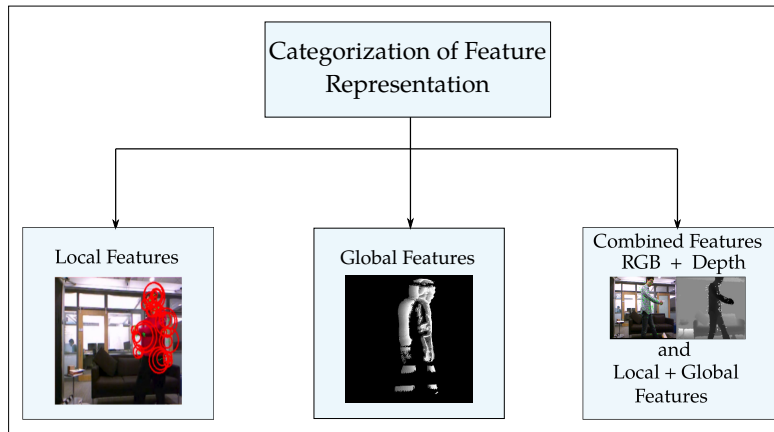 Categorization of Feature
Representation
Local Features
Global Features
Combined Features
RGB + Depth
and
Local + Global
Features